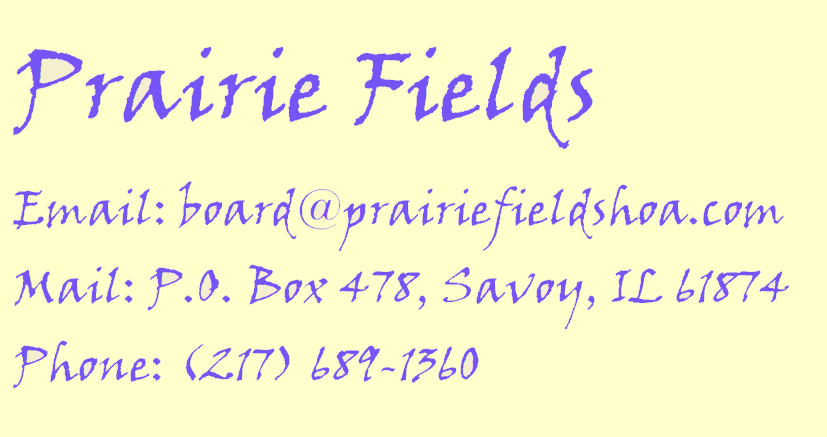 Prairie Fields
Email: board@prairiefieldshoa.com
Mail: P.O. Box 478, Savoy, IL 61874
Phone: (217) 689-1360